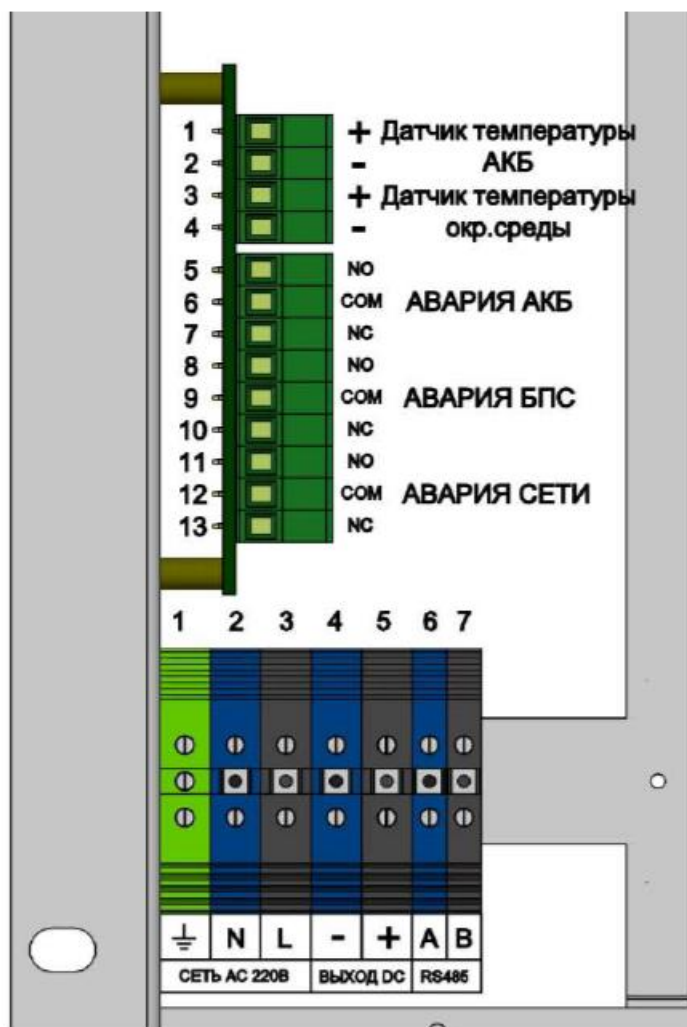 1 + Датчик температуры
2 - АКБ
3 + Датчик температуры
4 - окр.среды
5 NO
6 COM АВАРИЯ АКБ
7 NC
8 NO
9 COM АВАРИЯ БПС
10 NC
11 NO
12 COM АВАРИЯ СЕТИ
13 NC
1 2 3 4 5 6 7
N L - + A B
СЕТЬ АС 220В ВЫХОД DC RS485